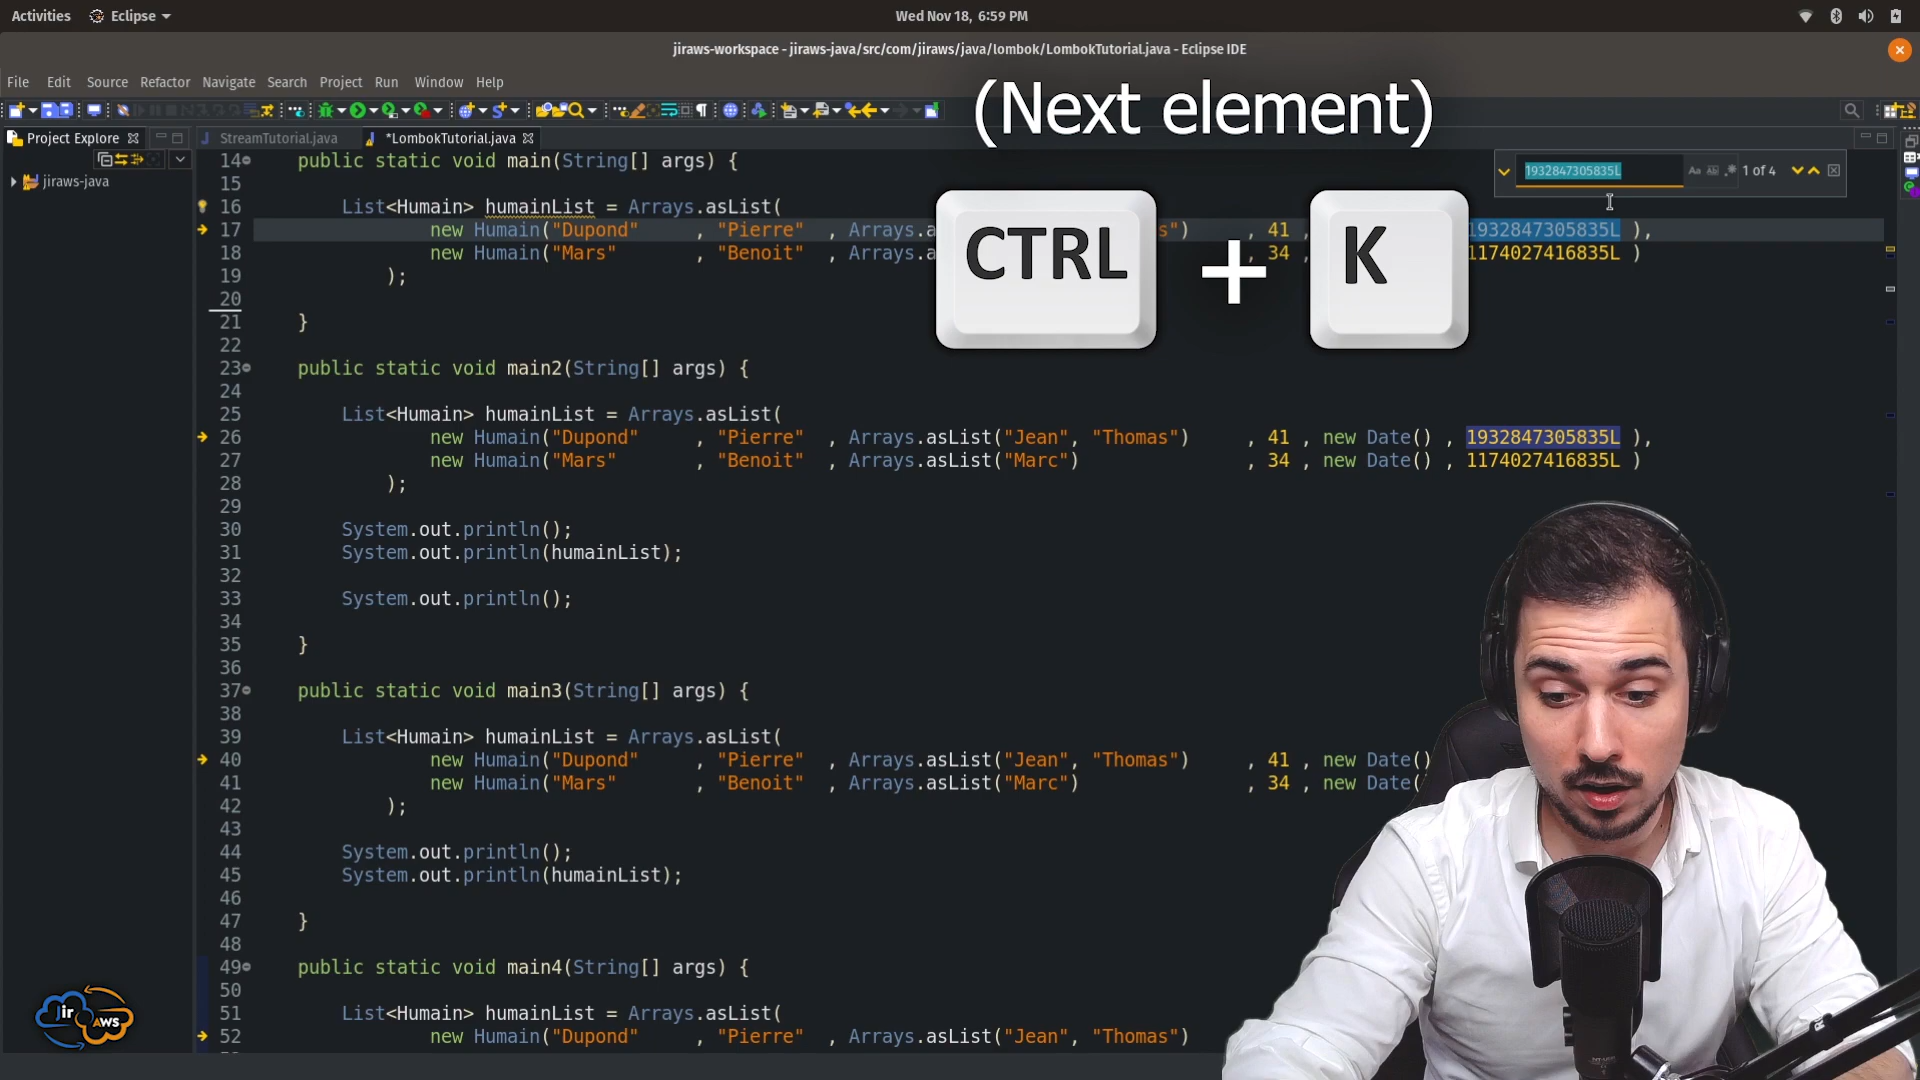 Activities Eclipse Wed Nov 18, 6:59 PM
jiraws-workspace - jiraws-java/src/com/jiraws/java/lombok/LombokTutorial.java - Eclipse IDE
File Edit Source Refactor Navigate Search Project Run Window Help
(Next element)
Project Explore StreamTutorial.java *LombokTutorial.java
jiraws-java
1932847305835L 1 of 4
CTRL + K
14 public static void main(String[] args) {
15
16 List<Humain> humainList = Arrays.asList(
17 new Humain("Dupond" , "Pierre" , Arrays.a s") , 41 , 1932847305835L ),
18 new Humain("Mars" , "Benoit" , Arrays.a , 34 , 1174027416835L )
19 );
20
21 }
22
23 public static void main2(String[] args) {
24
25 List<Humain> humainList = Arrays.asList(
26 new Humain("Dupond" , "Pierre" , Arrays.asList("Jean", "Thomas") , 41 , new Date() , 1932847305835L ),
27 new Humain("Mars" , "Benoit" , Arrays.asList("Marc") , 34 , new Date() , 1174027416835L )
28 );
29
30 System.out.println();
31 System.out.println(humainList);
32
33 System.out.println();
34
35 }
36
37 public static void main3(String[] args) {
38
39 List<Humain> humainList = Arrays.asList(
40 new Humain("Dupond" , "Pierre" , Arrays.asList("Jean", "Thomas") , 41 , new Date()
41 new Humain("Mars" , "Benoit" , Arrays.asList("Marc") , 34 , new Date(
42 );
43
44 System.out.println();
45 System.out.println(humainList);
46
47 }
48
49 public static void main4(String[] args) {
50
51 List<Humain> humainList = Arrays.asList(
52 new Humain("Dupond" , "Pierre" , Arrays.asList("Jean", "Thomas")
Jir AWS